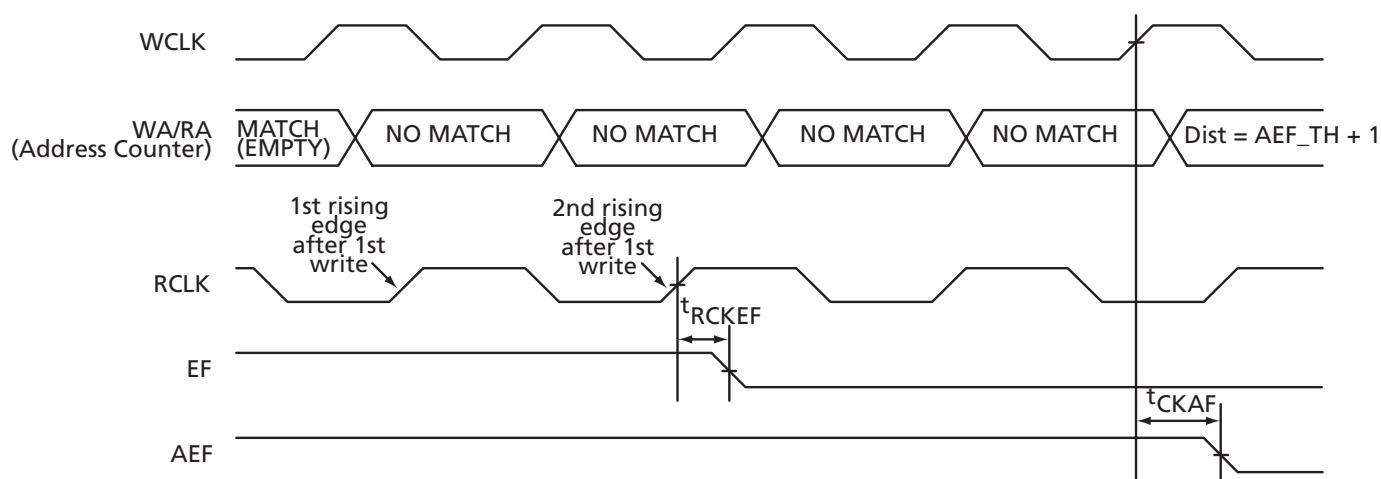 WCLK
WA/RA
(Address Counter)
MATCH
(EMPTY)
NO MATCH
NO MATCH
NO MATCH
NO MATCH
Dist = AEF_TH + 1
1st rising
edge
after 1st
write
2nd rising
edge
after 1st
write
RCLK
tRCKEF
EF
tCKAF
AEF